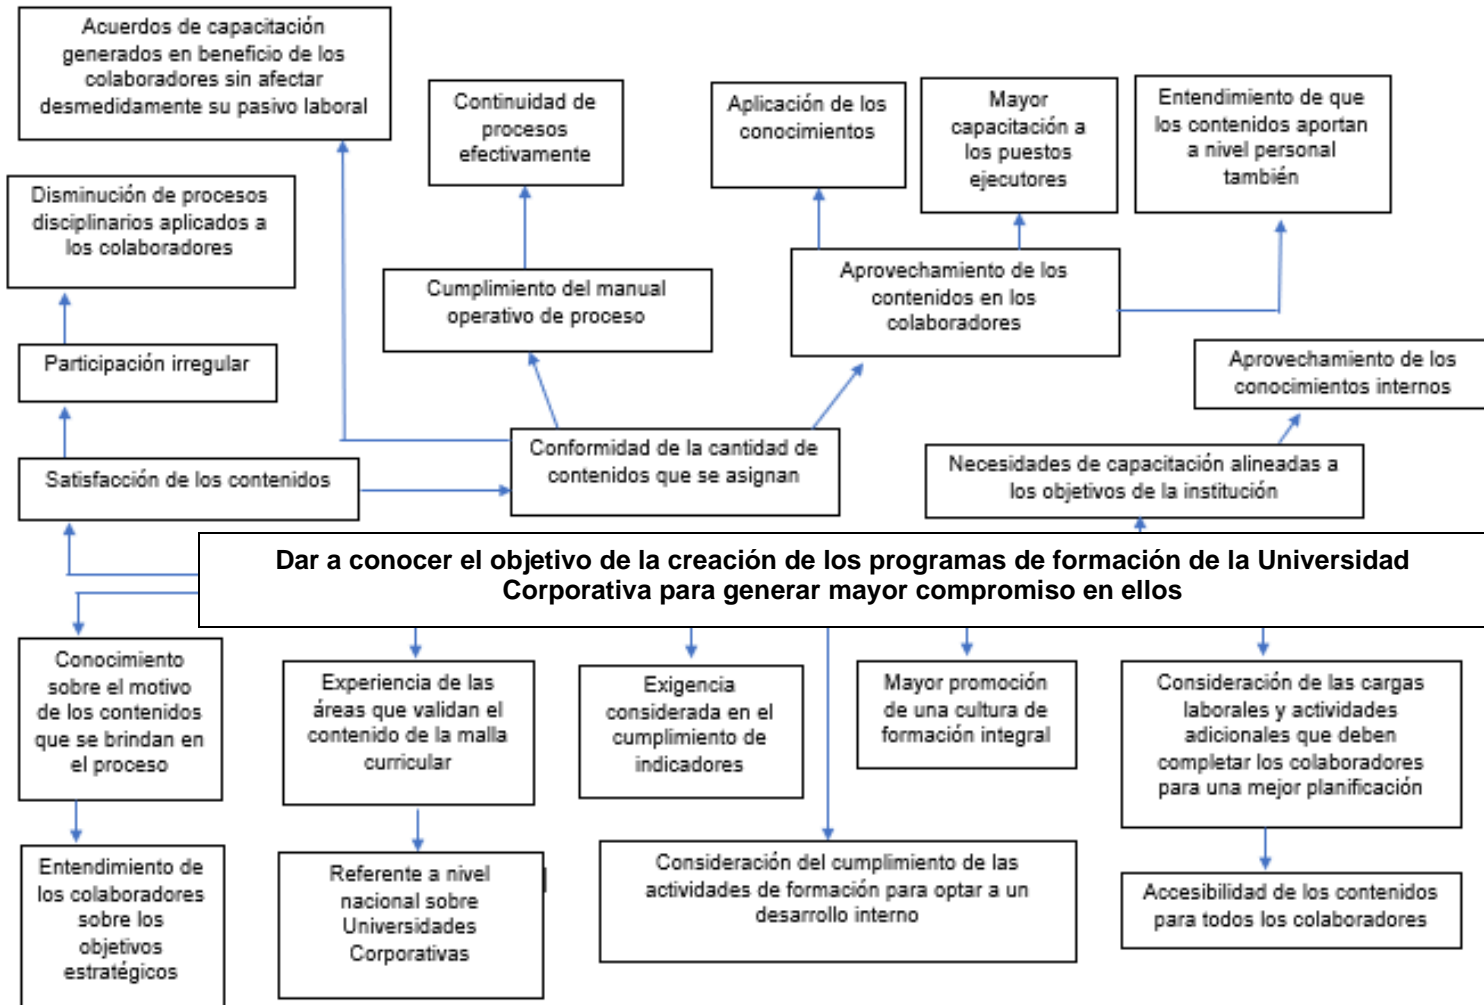 Acuerdos de capacitación
generados en beneficio de los
colaboradores sin afectar
desmedidamente su pasivo laboral
Continuidad de
procesos
efectivamente
Aplicación de los
conocimientos
Mayor
capacitación a
los puestos
ejecutores
Entendimiento de que
los contenidos aportan
a nivel personal
también
Disminución de procesos
disciplinarios aplicados a
los colaboradores
Cumplimiento del manual
operativo de proceso
Aprovechamiento de los
contenidos en los
colaboradores
Participación irregular
Aprovechamiento de los
conocimientos internos
Satisfacción de los contenidos
Conformidad de la cantidad de
contenidos que se asignan
Necesidades de capacitación alineadas a
los objetivos de la institución
Dar a conocer el objetivo de la creación de los programas de formación de la Universidad
Corporativa para generar mayor compromiso en ellos
Conocimiento
sobre el motivo
de los contenidos
que se brindan en
el proceso
Experiencia de las
áreas que validan el
contenido de la malla
curricular
Exigencia
considerada en el
cumplimiento de
indicadores
Mayor promoción
de una cultura de
formación integral
Consideración de las cargas
laborales y actividades
adicionales que deben
completar los colaboradores
para una mejor planificación
Entendimiento de
los colaboradores
sobre los
objetivos
estratégicos
Referente a nivel
nacional sobre
Universidades
Corporativas
Consideración del cumplimiento de las
actividades de formación para optar a un
desarrollo interno
Accesibilidad de los contenidos
para todos los colaboradores